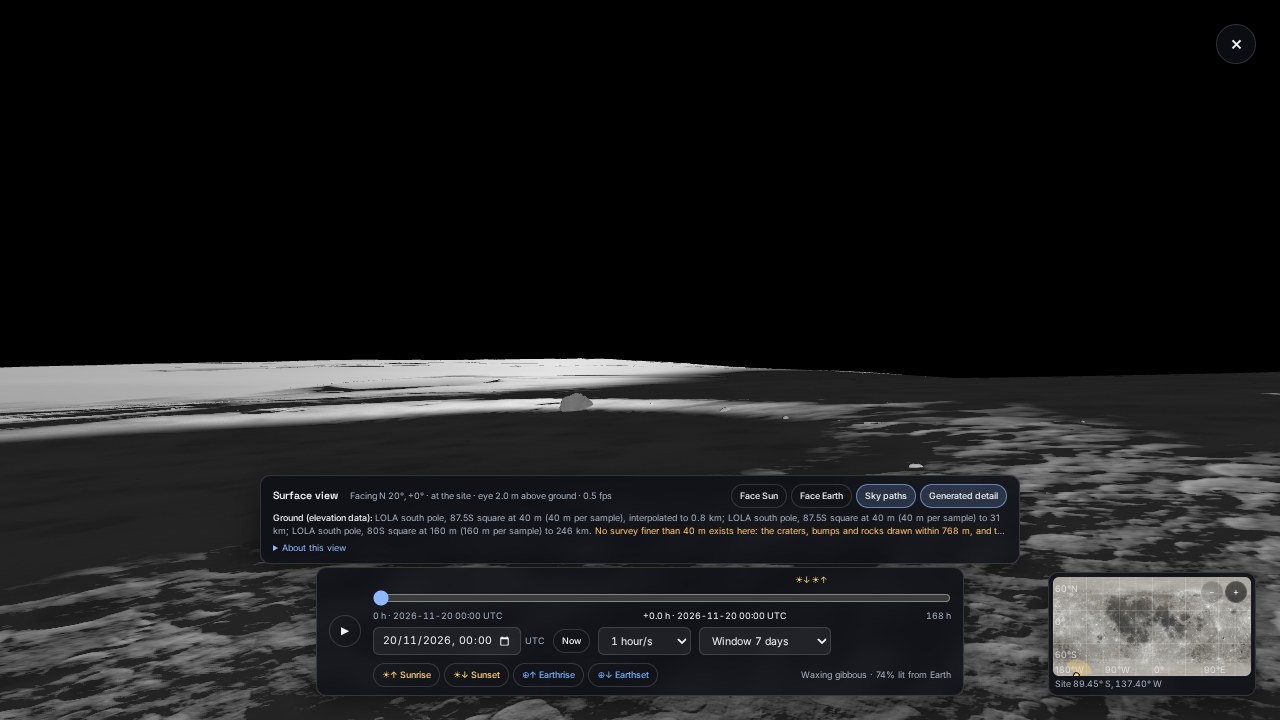 ×
Surface view Facing N 20°, +0° · at the site · eye 2.0 m above ground · 0.5 fps Face Sun Face Earth Sky paths Generated detail
Ground (elevation data): LOLA south pole, 87.5S square at 40 m (40 m per sample), interpolated to 0.8 km; LOLA south pole, 87.5S square at 40 m (40 m per sample) to 31
km; LOLA south pole, 80S square at 160 m (160 m per sample) to 246 km. No survey finer than 40 m exists here: the craters, bumps and rocks drawn within 768 m, and t…
▶ About this view
☀↓ ☀↑
0 h · 2026-11-20 00:00 UTC +0.0 h · 2026-11-20 00:00 UTC 168 h
▶ 20/11/2026, 00:00 UTC Now 1 hour/s Window 7 days
☀↑ Sunrise ☀↓ Sunset ⊕↑ Earthrise ⊕↓ Earthset Waxing gibbous · 74% lit from Earth
− +
60°N
0°
60°S
180°W 90°W 0° 90°E
Site 89.45° S, 137.40° W